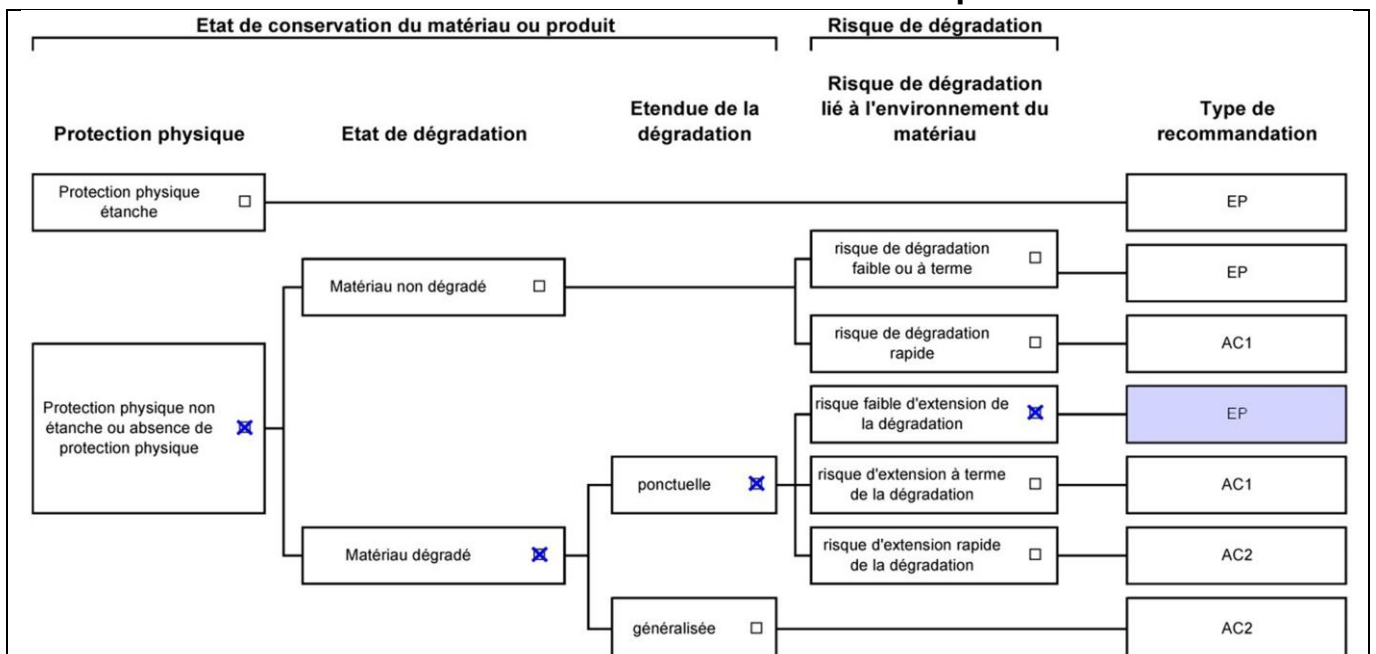 Etat de conservation du matériau ou produit
Risque de dégradation
Protection physique
Etat de dégradation
Etendue de la
dégradation
Risque de dégradation
lié à l'environnement du
matériau
Type de
recommandation
Protection physique
étanche
EP
risque de dégradation
faible ou à terme
EP
Matériau non dégradé
risque de dégradation
rapide
AC1
Protection physique non
étanche ou absence de
protection physique
risque faible d'extension de
la dégradation
EP
ponctuelle
risque d'extension à terme
de la dégradation
AC1
Matériau dégradé
risque d'extension rapide
de la dégradation
AC2
généralisée
AC2